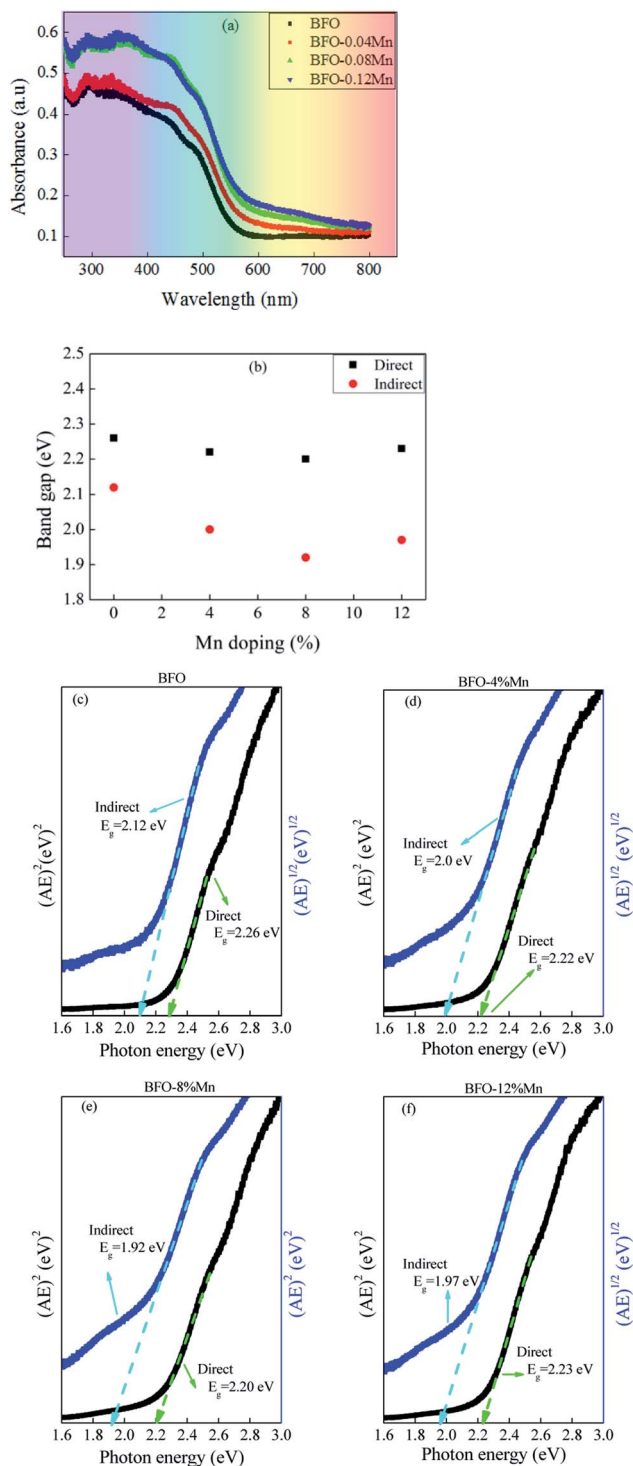 (a)
BFO
BFO-0.04Mn
BFO-0.08Mn
BFO-0.12Mn
Absorbance (a.u)
0.6
0.5
0.4
0.3
0.2
0.1
300 400 500 600 700 800
Wavelength (nm)
(b)
Direct
Indirect
Band gap (eV)
2.5
2.4
2.3
2.2
2.1
2.0
1.9
1.8
0 2 4 6 8 10 12
Mn doping (%)
BFO
(c)
(AE)² (eV)²
(AE)^1/2 (eV)^1/2
Indirect
E_g=2.12 eV
Direct
E_g=2.26 eV
1.6 1.8 2.0 2.2 2.4 2.6 2.8 3.0
Photon energy (eV)
BFO-4%Mn
(d)
(AE)² (eV)²
(AE)^1/2 (eV)^1/2
Indirect
E_g=2.0 eV
Direct
E_g=2.22 eV
1.6 1.8 2.0 2.2 2.4 2.6 2.8 3.0
Photon energy (eV)
BFO-8%Mn
(e)
(AE)² (eV)²
(AE)² (eV)²
Indirect
E_g=1.92 eV
Direct
E_g=2.20 eV
1.6 1.8 2.0 2.2 2.4 2.6 2.8 3.0
Photon energy (eV)
BFO-12%Mn
(f)
(AE)² (eV)²
(AE)^1/2 (eV)^1/2
Indirect
E_g=1.97 eV
Direct
E_g=2.23 eV
1.6 1.8 2.0 2.2 2.4 2.6 2.8 3.0
Photon energy (eV)